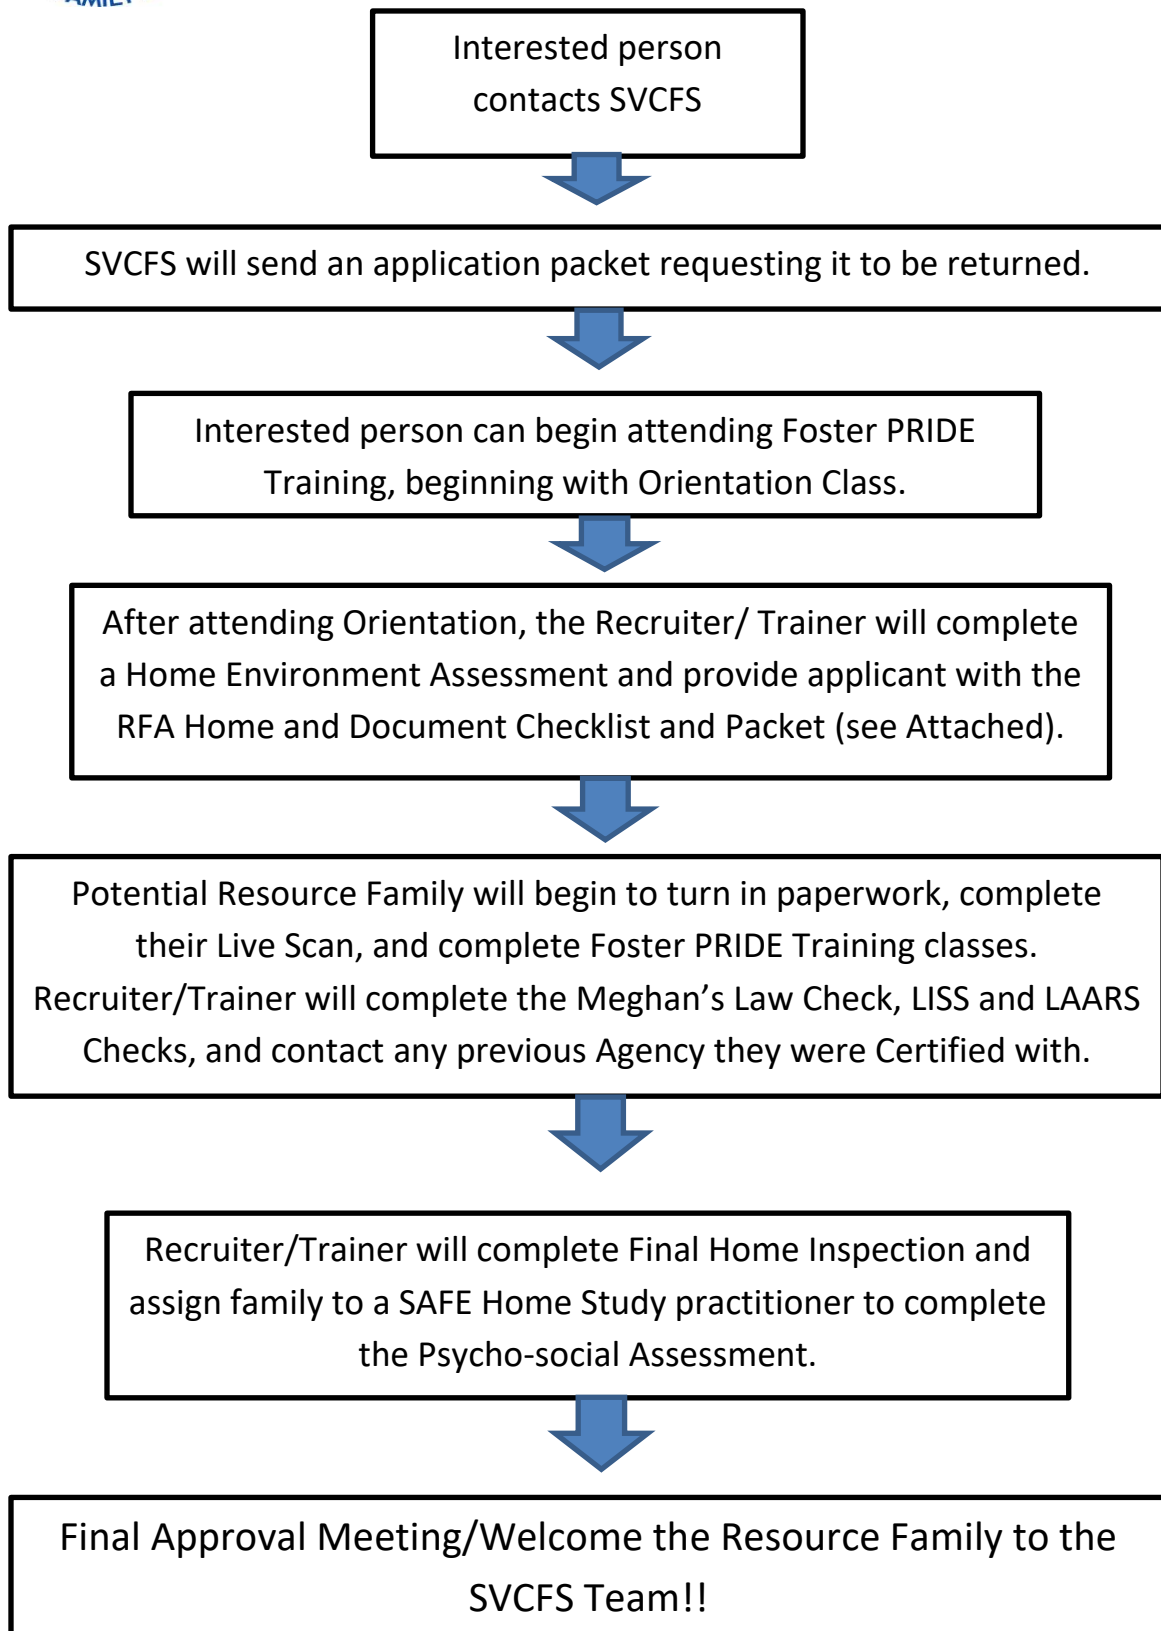 AMILY
Interested person
contacts SVCFS
SVCFS will send an application packet requesting it to be returned.
Interested person can begin attending Foster PRIDE
Training, beginning with Orientation Class.
After attending Orientation, the Recruiter/ Trainer will complete
a Home Environment Assessment and provide applicant with the
RFA Home and Document Checklist and Packet (see Attached).
Potential Resource Family will begin to turn in paperwork, complete
their Live Scan, and complete Foster PRIDE Training classes.
Recruiter/Trainer will complete the Meghan’s Law Check, LISS and LAARS
Checks, and contact any previous Agency they were Certified with.
Recruiter/Trainer will complete Final Home Inspection and
assign family to a SAFE Home Study practitioner to complete
the Psycho-social Assessment.
Final Approval Meeting/Welcome the Resource Family to the
SVCFS Team!!